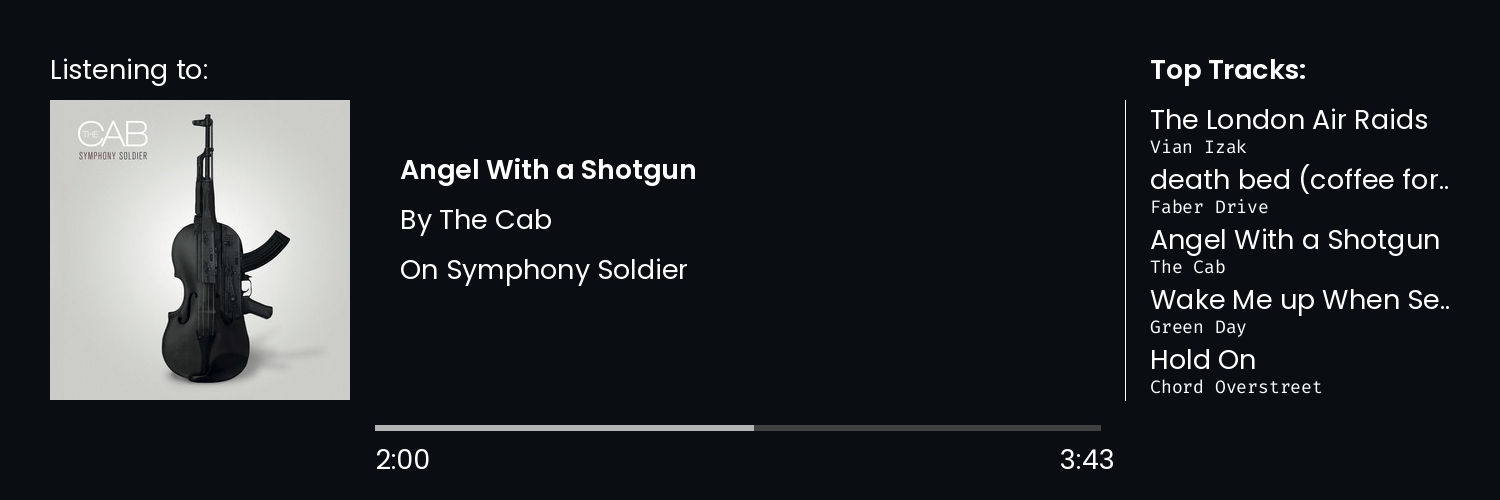 Listening to:
THE CAB
SYMPHONY SOLDIER
Angel With a Shotgun
By The Cab
On Symphony Soldier
2:00
3:43
Top Tracks:
The London Air Raids
Vian Izak
death bed (coffee for..
Faber Drive
Angel With a Shotgun
The Cab
Wake Me up When Se..
Green Day
Hold On
Chord Overstreet